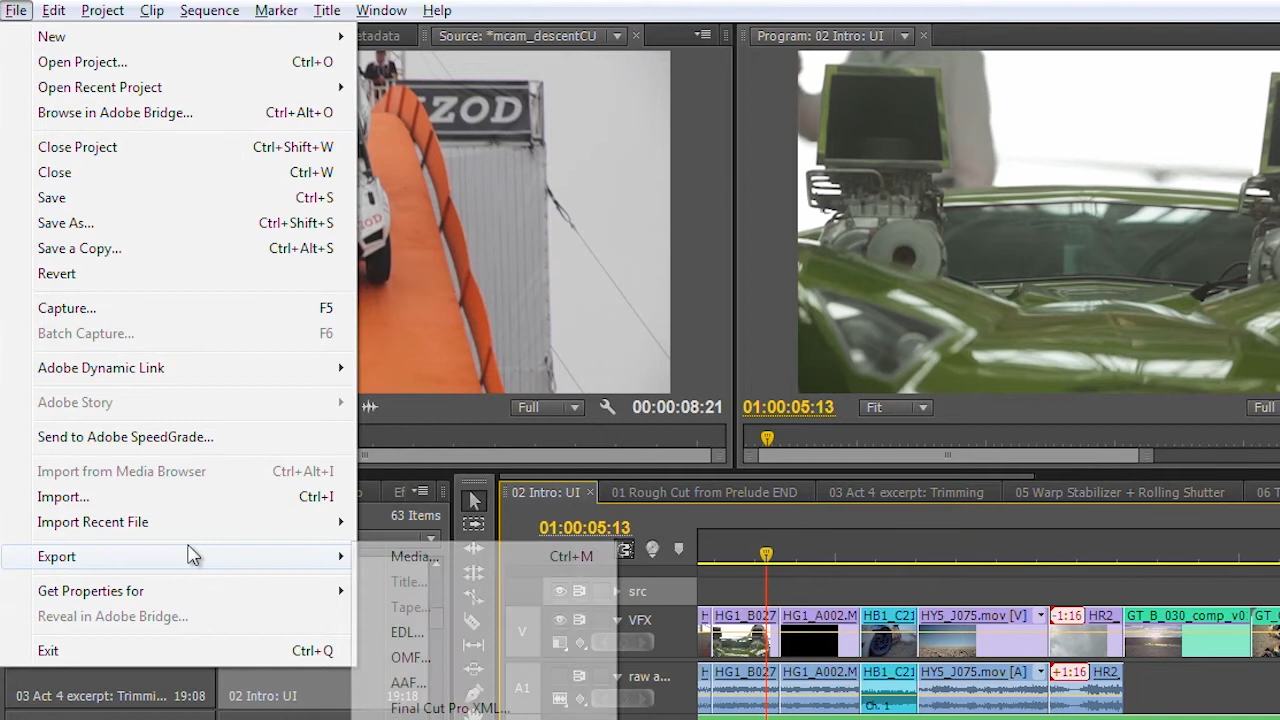 File Edit Project Clip Sequence Marker Title Window Help
New
Open Project... Ctrl+O
Open Recent Project
Browse in Adobe Bridge... Ctrl+Alt+O
Close Project Ctrl+Shift+W
Close Ctrl+W
Save Ctrl+S
Save As... Ctrl+Shift+S
Save a Copy... Ctrl+Alt+S
Revert
Capture... F5
Batch Capture... F6
Adobe Dynamic Link
Adobe Story
Send to Adobe SpeedGrade...
Import from Media Browser Ctrl+Alt+I
Import... Ctrl+I
Import Recent File
Export
Get Properties for
Reveal in Adobe Bridge...
Exit Ctrl+Q
Media... Ctrl+M
Title...
Tape...
EDL...
OMF...
AAF...
Final Cut Pro XML...
etadata
Source: *mcam_descentCU
ZOD
ZOD
Full
00:00:08:21
Program: 02 Intro: UI
01:00:05:13
Fit
Full
Ef
63 Items
03 Act 4 excerpt: Trimmi... 19:08
02 Intro: UI 19:18
02 Intro: UI
01 Rough Cut from Prelude END
03 Act 4 excerpt: Trimming
05 Warp Stabilizer + Rolling Shutter
06 T
01:00:05:13
src
V
VFX
H HG1_B027 HG1_A002.M HB1_C21 HY5_J075.mov [V] -1:16 HR2_ GT_B_030_comp_v0
A1
raw a...
H HG1_B027 HG1_A002.M HB1_C21 HY5_J075.mov [A] +1:16 HR2_
Ch. 1